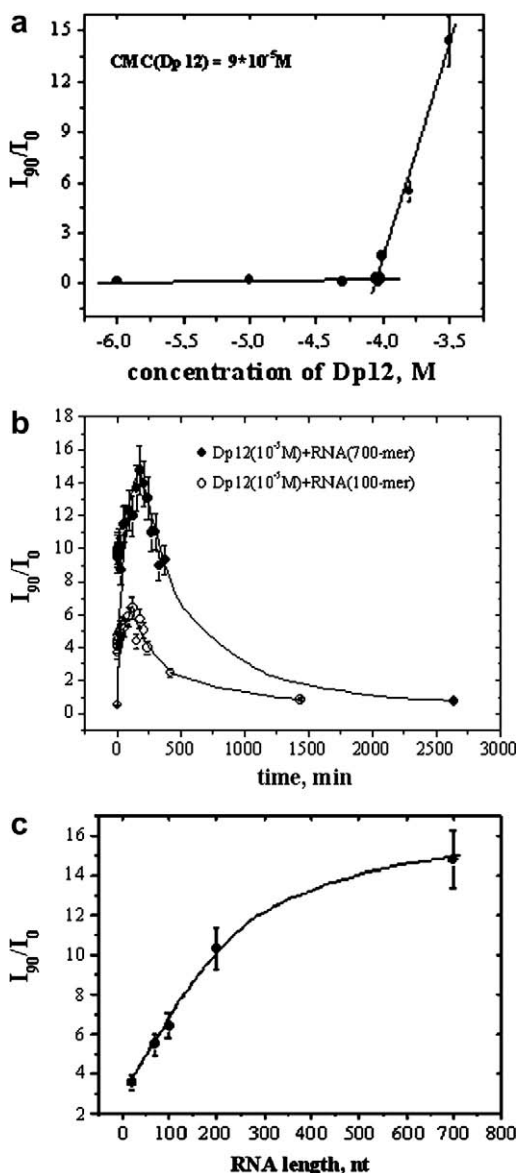 a
15
CMC(Dp12) = 9*10⁻⁵M
12
9
6
3
0
I₉₀/I₀
-6,0 -5,5 -5,0 -4,5 -4,0 -3,5
concentration of Dp12, M
b
18
16
Dp12(10⁻⁵M)+RNA(700-mer)
14
Dp12(10⁻⁵M)+RNA(100-mer)
12
10
8
6
4
2
0
I₉₀/I₀
0 500 1000 1500 2000 2500 3000
time, min
c
16
14
12
10
8
6
4
2
I₉₀/I₀
0 100 200 300 400 500 600 700 800
RNA length, nt